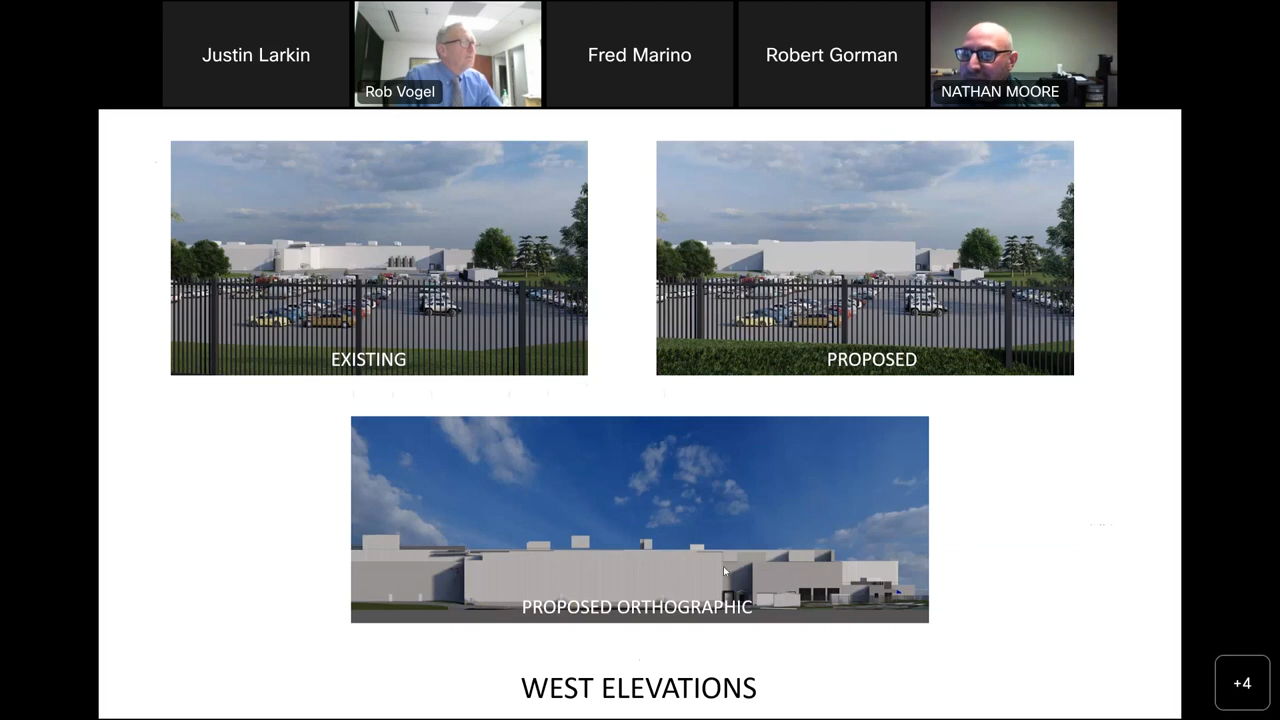 Justin Larkin
Rob Vogel
Fred Marino
Robert Gorman
NATHAN MOORE
EXISTING
PROPOSED
PROPOSED ORTHOGRAPHIC
WEST ELEVATIONS
+4